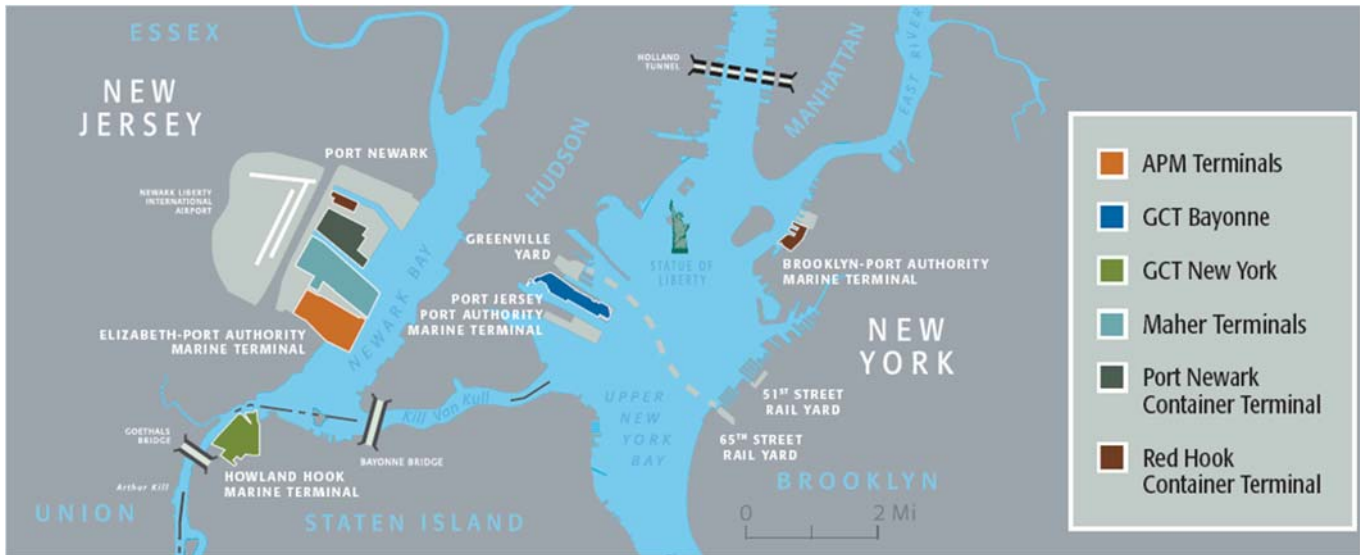 ESSEX
NEW
JERSEY
PORT NEWARK
NEWARK LIBERTY
INTERNATIONAL
AIRPORT
HOLLAND
TUNNEL
MANHATTAN
EAST RIVER
HUDSON
GREENVILLE
YARD
STATUE OF
LIBERTY
BROOKLYN-PORT AUTHORITY
MARINE TERMINAL
PORT JERSEY
PORT AUTHORITY
MARINE TERMINAL
ELIZABETH-PORT AUTHORITY
MARINE TERMINAL
NEWARK BAY
NEW
YORK
Kill Van Kull
UPPER
NEW
YORK
BAY
51ST STREET
RAIL YARD
65TH STREET
RAIL YARD
GOETHALS
BRIDGE
BAYONNE BRIDGE
HOWLAND HOOK
MARINE TERMINAL
Arthur Kill
UNION
STATEN ISLAND
BROOKLYN
0 2 Mi
APM Terminals
GCT Bayonne
GCT New York
Maher Terminals
Port Newark
Container Terminal
Red Hook
Container Terminal